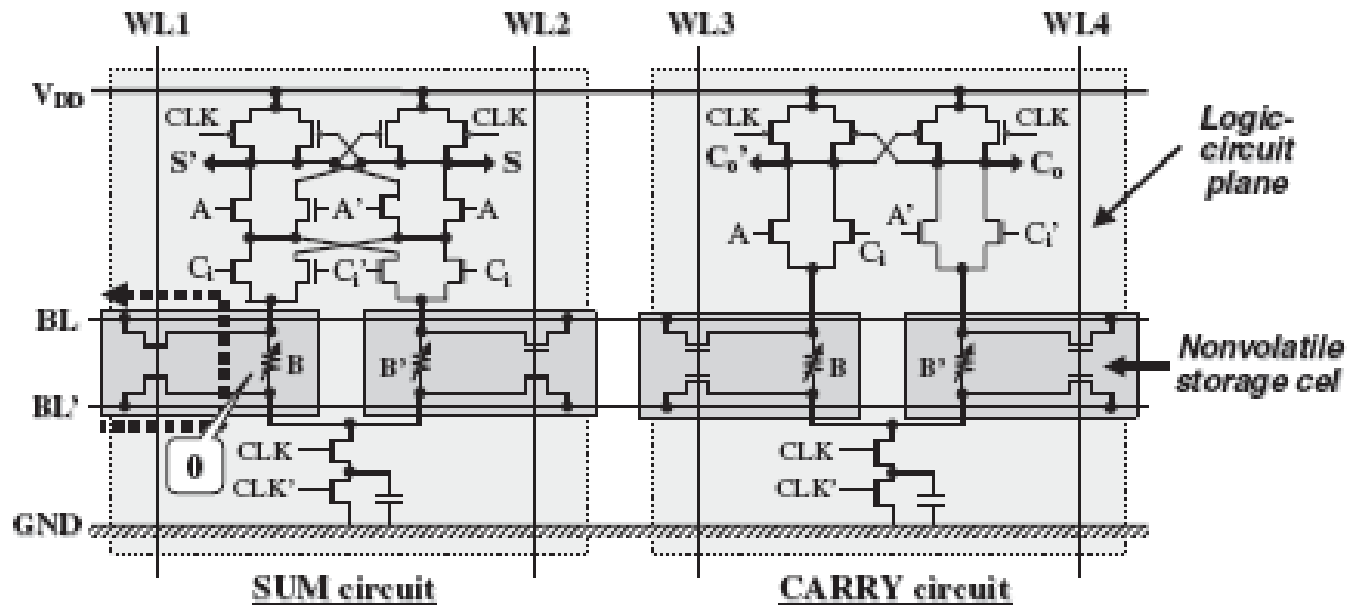 WL1 WL2 WL3 WL4
VDD
CLK CLK CLK CLK
Logic-
circuit
plane
S' S Co' Co
A A' A A A' Ci Ci'
Ci Ci' Ci
BL
B B' B B'
Nonvolatile
storage cel
BL'
0
CLK CLK
CLK' CLK'
GND
SUM circuit CARRY circuit